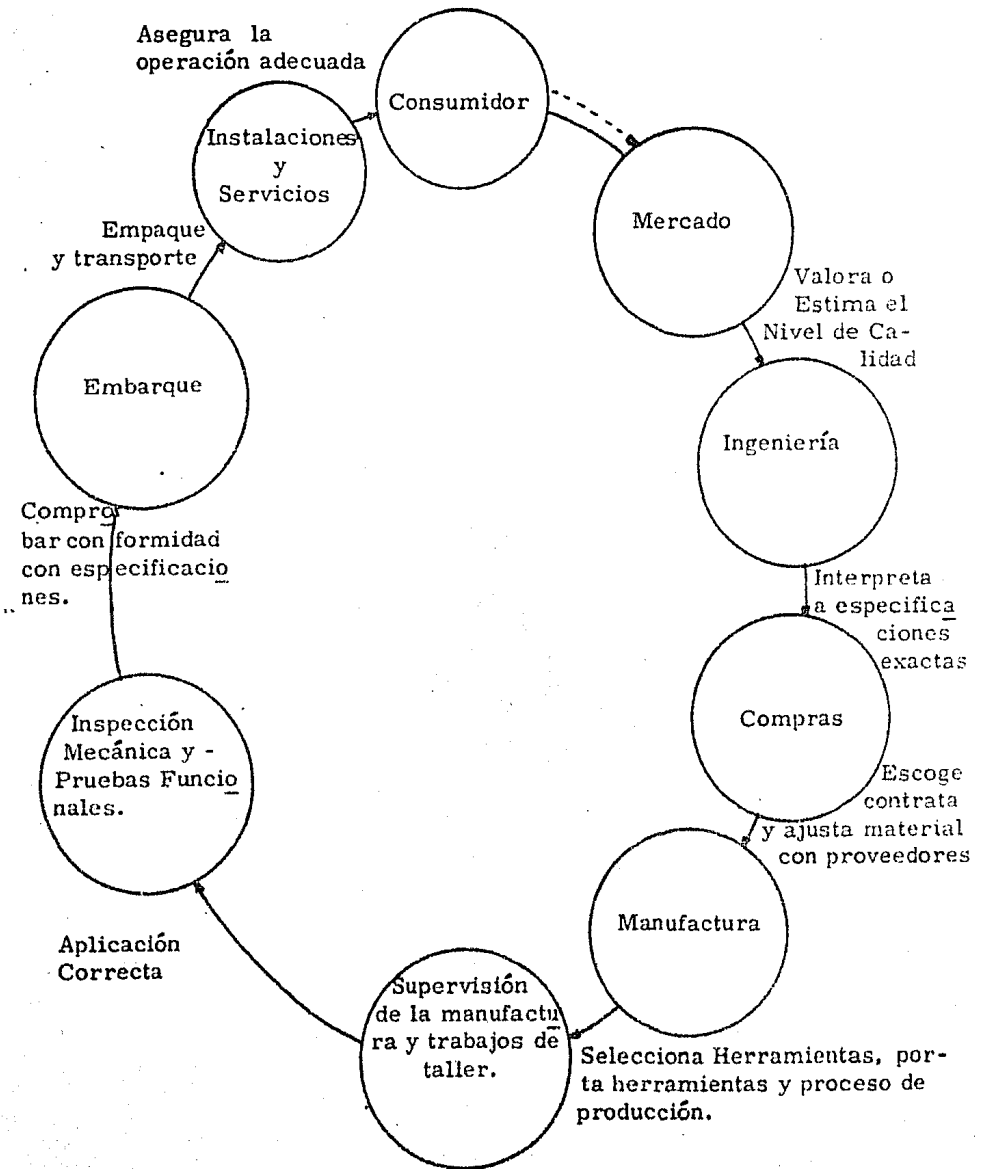 Asegura la
operación adecuada
Consumidor
Instalaciones
y
Servicios
Mercado
Empaque
y transporte
Valora o
Estima el
Nivel de Ca-
lidad
Embarque
Ingeniería
Compro
bar con formidad
con especificacio
nes.
Interpreta
a especifica
ciones
exactas
Compras
Inspección
Mecánica y -
Pruebas Funcio
nales.
Escoge
contrata
y ajusta material
con proveedores
Manufactura
Aplicación
Correcta
Supervisión
de la manufactu
ra y trabajos de
taller.
Selecciona Herramientas, por-
ta herramientas y proceso de
producción.